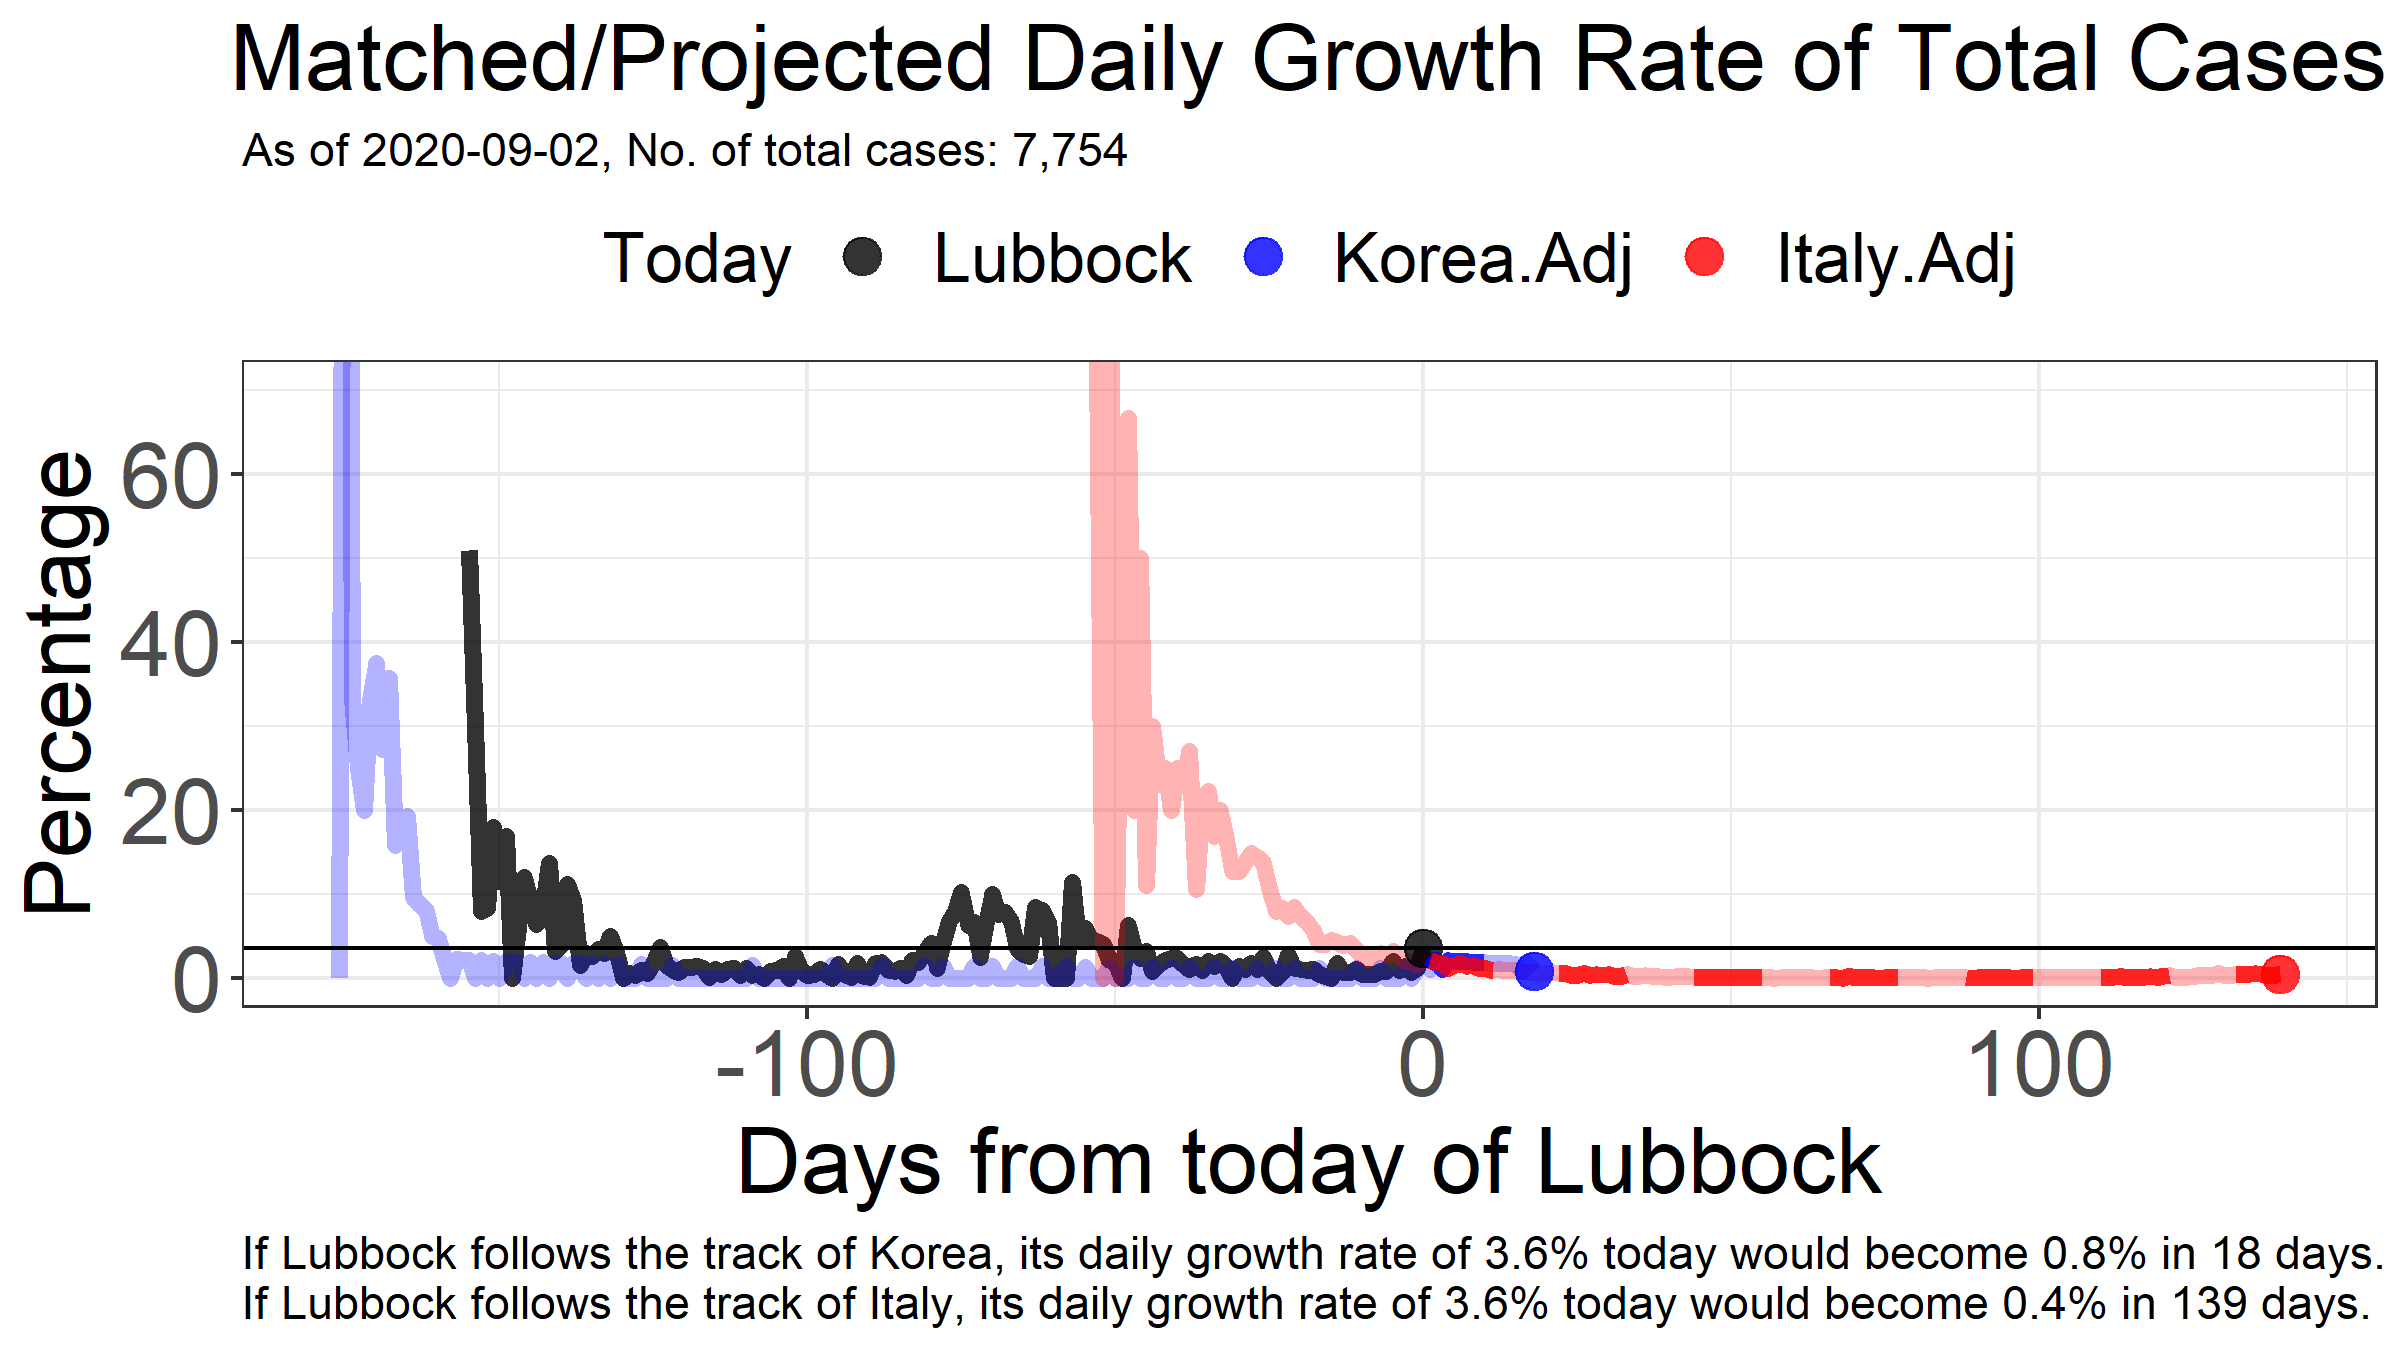 Matched/Projected Daily Growth Rate of Total Cases
As of 2020-09-02, No. of total cases: 7,754
Today Lubbock Korea.Adj Italy.Adj
Percentage
60
40
20
0
-100 0 100
Days from today of Lubbock
If Lubbock follows the track of Korea, its daily growth rate of 3.6% today would become 0.8% in 18 days.
If Lubbock follows the track of Italy, its daily growth rate of 3.6% today would become 0.4% in 139 days.